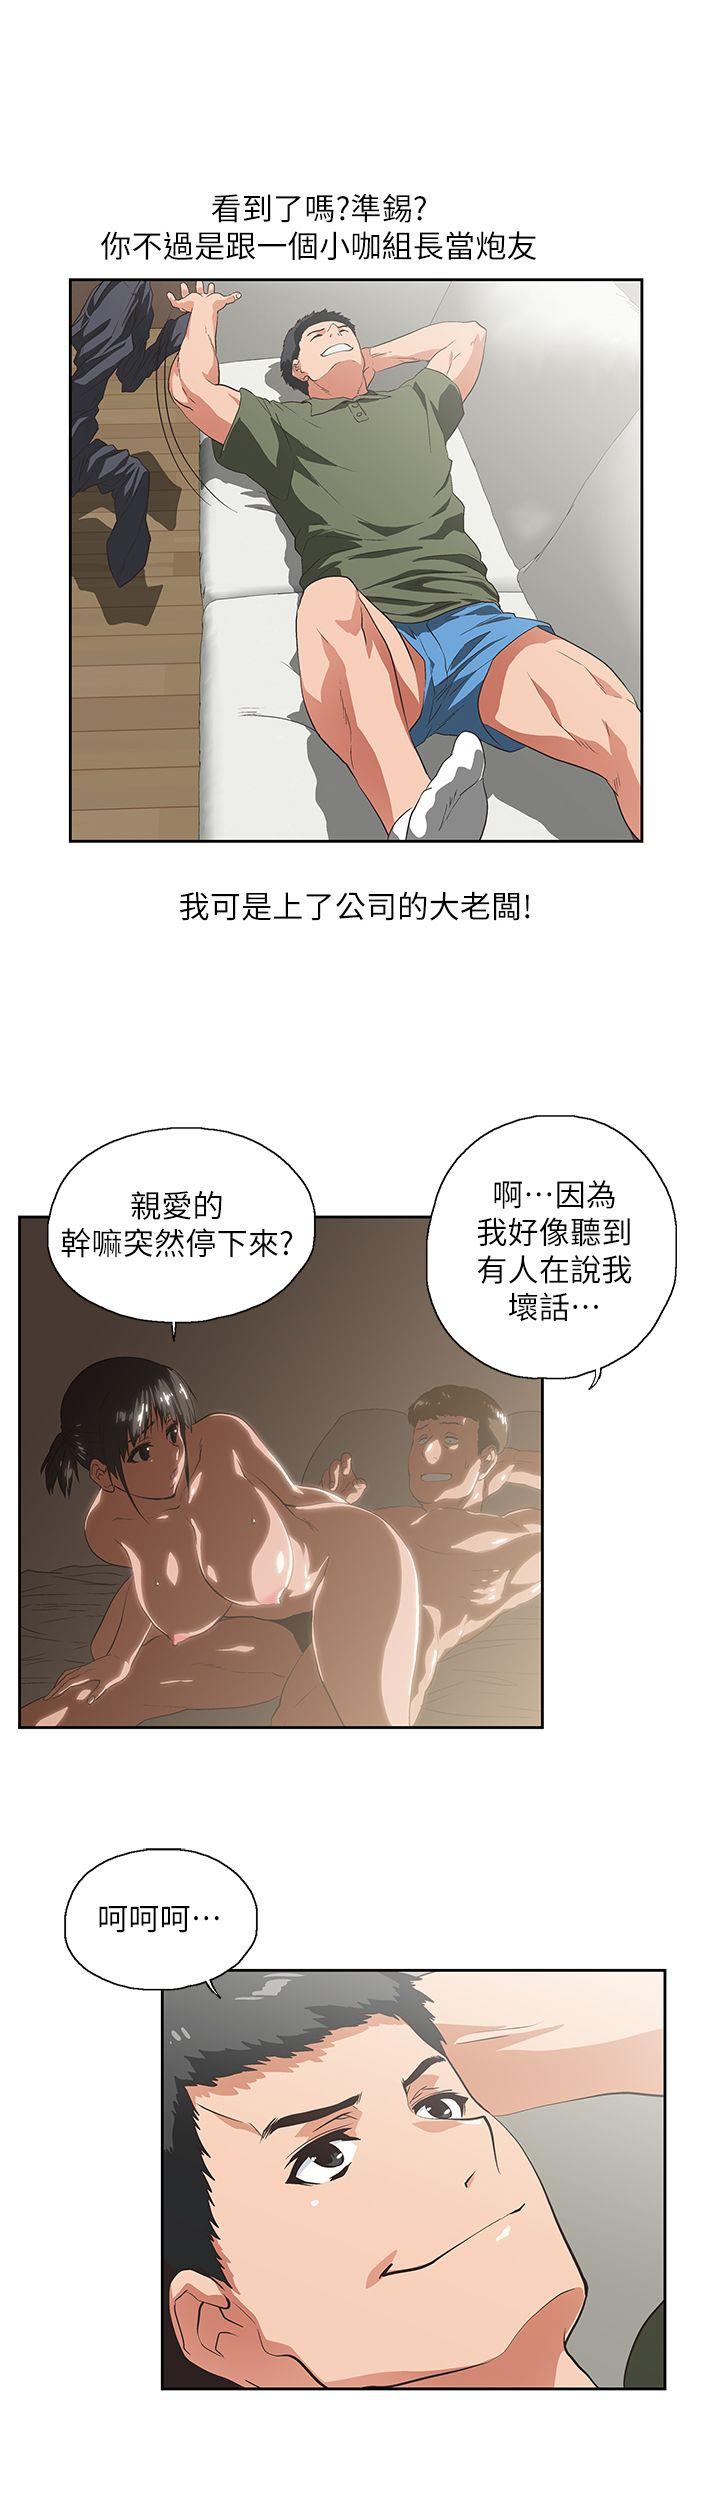 看到了嗎?準錫?
你不過是跟一個小咖組長當炮友
我可是上了公司的大老闆!
親愛的
幹嘛突然停下來?
啊⋯因為
我好像聽到
有人在說我
壞話⋯
呵呵呵⋯